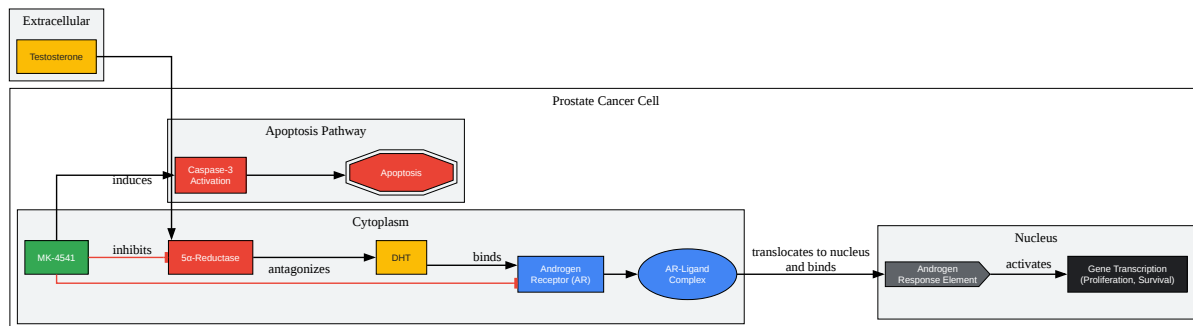 Extracellular
Testosterone
Prostate Cancer Cell
Apoptosis Pathway
induces
Caspase-3
Activation
Apoptosis
Cytoplasm
MK-4541
inhibits
5α-Reductase
antagonizes
DHT
binds
Androgen
Receptor (AR)
AR-Ligand
Complex
translocates to nucleus
and binds
Nucleus
Androgen
Response Element
activates
Gene Transcription
(Proliferation, Survival)